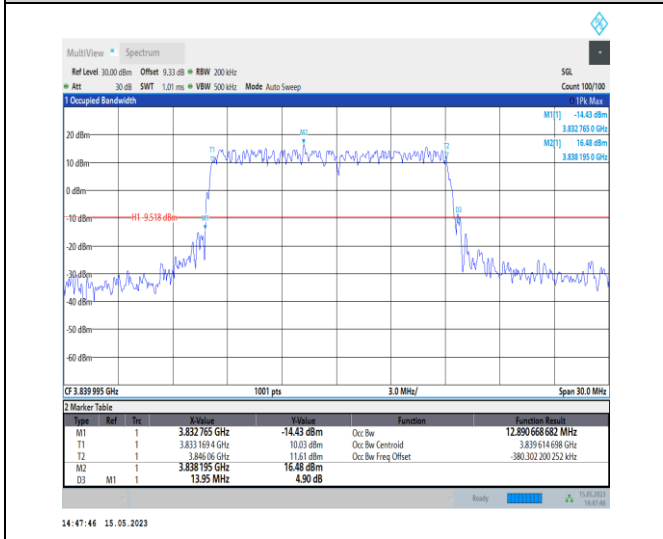 MultiView Spectrum
Ref Level 30.00 dBm Offset 9.33 dB RBW 200 kHz SGL
Att 30 dB SWT 1.01 ms VBW 500 kHz Mode Auto Sweep Count 100/100
1 Occupied Bandwidth 1Pk Max
M1[1] -14.43 dBm
3.832 765 0 GHz
M2[1] 16.48 dBm
3.838 195 0 GHz
20 dBm
10 dBm
0 dBm
-10 dBm
H1 -9.518 dBm
-20 dBm
-30 dBm
-40 dBm
-50 dBm
-60 dBm
T1
M2
T2
M1
D3
CF 3.839 995 GHz 1001 pts 3.0 MHz/ Span 30.0 MHz
2 Marker Table
Type Ref Trc X-Value Y-Value Function Function Result
M1 1 3.832 765 GHz -14.43 dBm Occ Bw 12.890 668 682 MHz
T1 1 3.833 169 4 GHz 10.03 dBm Occ Bw Centroid 3.839 614 698 GHz
T2 1 3.846 06 GHz 11.61 dBm Occ Bw Freq Offset -380.302 200 252 kHz
M2 1 3.838 195 GHz 16.48 dBm
D3 M1 1 13.95 MHz 4.90 dB
Ready 15.05.2023
14:47:46
14:47:46 15.05.2023